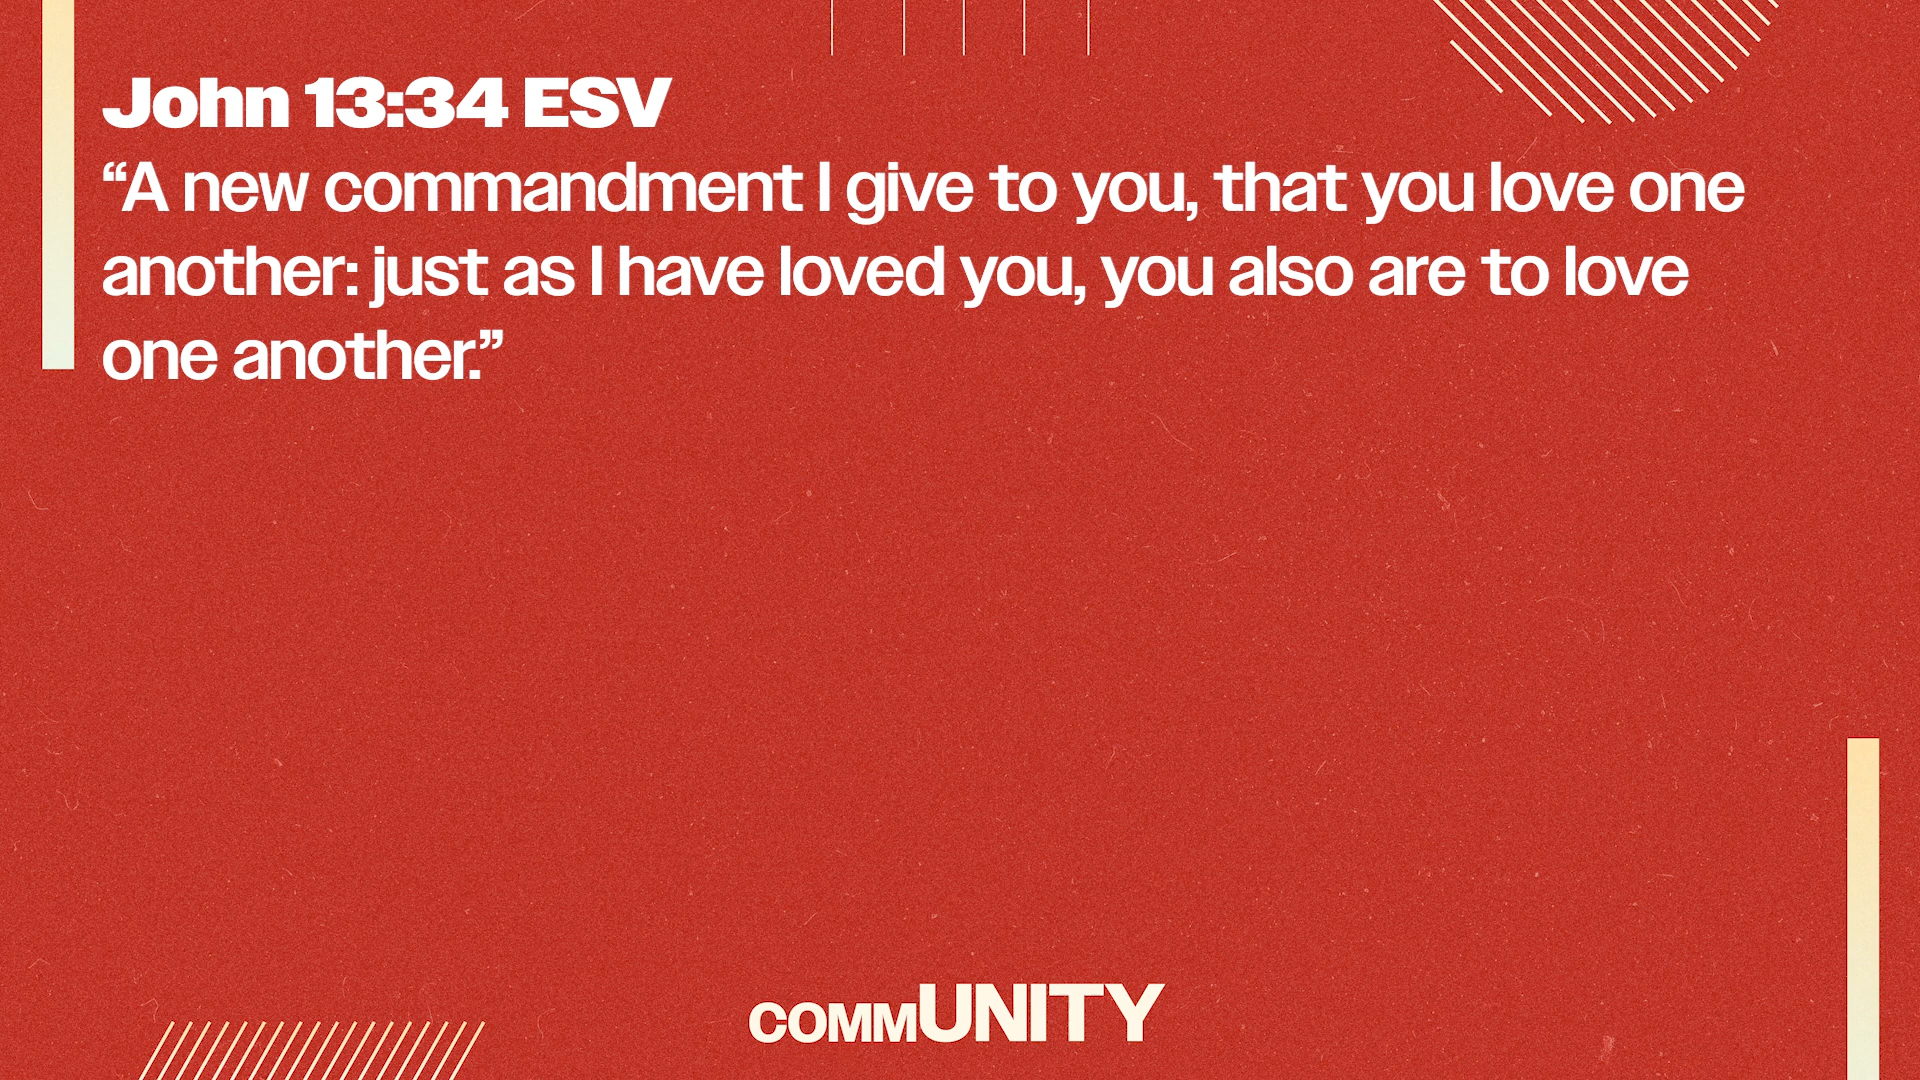 John 13:34 ESV
“A new commandment I give to you, that you love one
another: just as I have loved you, you also are to love
one another.”
COMMUNITY